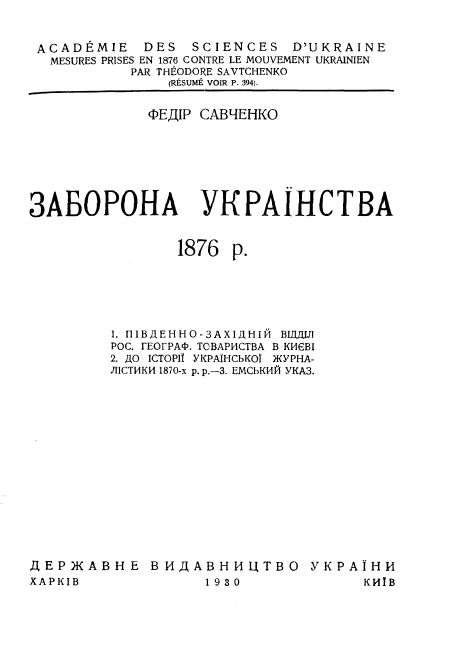 ACADÉMIE DES SCIENCES D'UKRAINE
MESURES PRISES EN 1876 CONTRE LE MOUVEMENT UKRAINIEN
PAR THÉODORE SAVTCHENKO
(RÉSUMÉ VOIR P. 394).
ФЕДІР САВЧЕНКО
ЗАБОРОНА УКРАЇНСТВА
1876 р.
1. ПІВДЕННО-ЗАХІДНІЙ ВІДДІЛ
РОС. ГЕОГРАФ. ТОВАРИСТВА В КИЄВІ
2. ДО ІСТОРІЇ УКРАЇНСЬКОЇ ЖУРНА-
ЛІСТИКИ 1870-х р. р.—3. ЕМСЬКИЙ УКАЗ.
ДЕРЖАВНЕ ВИДАВНИЦТВО УКРАЇНИ
ХАРКІВ 1930 КИЇВ